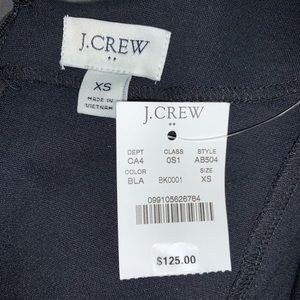 J.CREW
XS
MADE IN
VIETNAM
J.CREW
DEPT CLASS STYLE
CA4 0S1 AB504
COLOR SIZE
BLA BK0001 XS
099105626764
$125.00